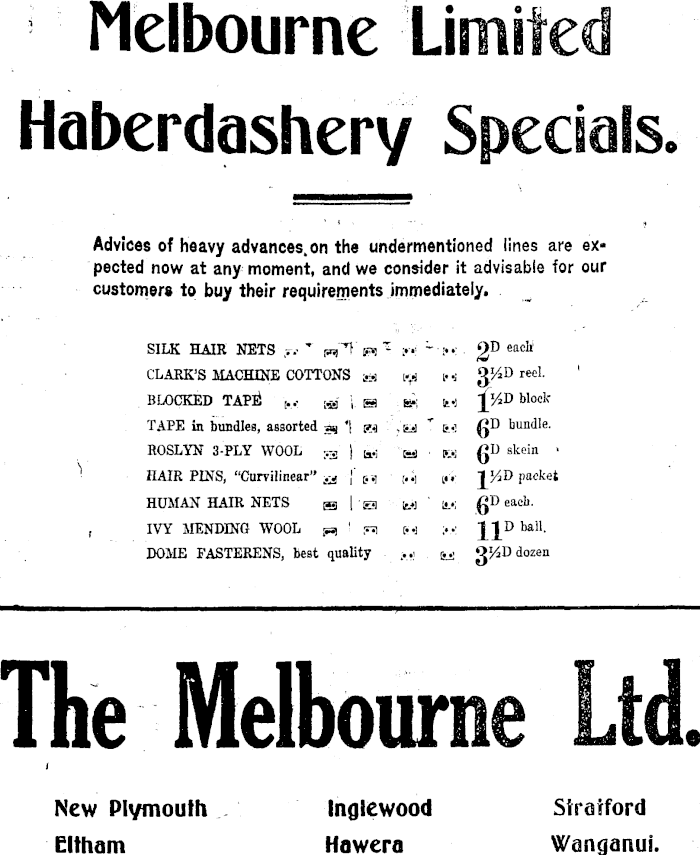 Melbourne Limited
Haberdashery Specials.
Advices of heavy advances on the undermentioned lines are ex-
pected now at any moment, and we consider it advisable for our
customers to buy their requirements immediately.
SILK HAIR NETS .. .. .. .. .. 2D each
CLARK'S MACHINE COTTONS .. .. .. 3½D reel.
BLOCKED TAPE .. .. .. .. .. 1½D block
TAPE in bundles, assorted .. .. .. .. 6D bundle.
ROSLYN 3-PLY WOOL .. .. .. .. 6D skein
HAIR PINS, "Curvilinear" .. .. .. .. 1½D packet
HUMAN HAIR NETS .. .. .. .. 6D each.
IVY MENDING WOOL .. .. .. .. 11D ball.
DOME FASTERENS, best quality .. .. 3½D dozen
The Melbourne Ltd.
New Plymouth Inglewood Stratford
Eltham Hawera Wanganui.